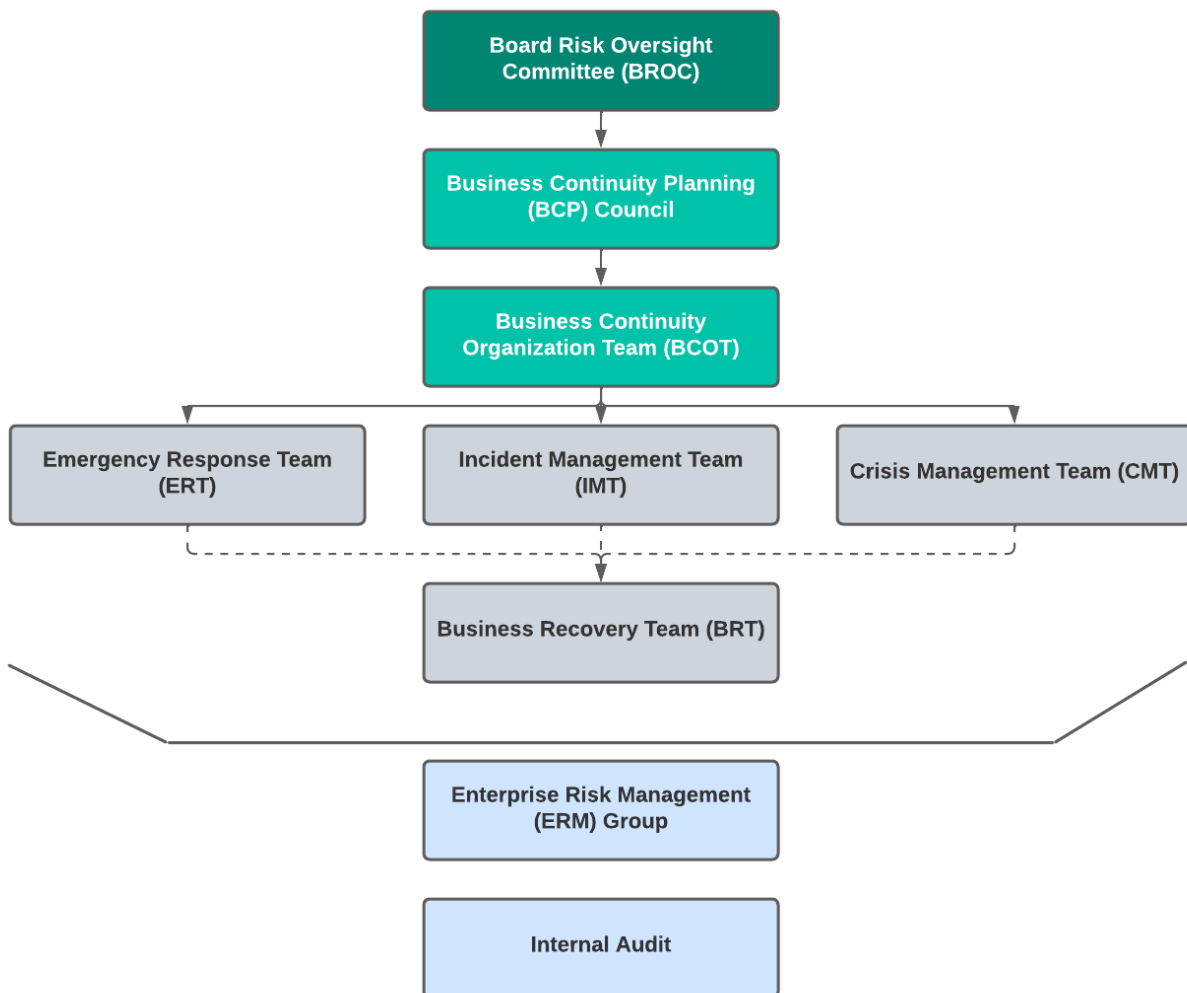 Board Risk Oversight
Committee (BROC)
Business Continuity Planning
(BCP) Council
Business Continuity
Organization Team (BCOT)
Emergency Response Team
(ERT)
Incident Management Team
(IMT)
Crisis Management Team (CMT)
Business Recovery Team (BRT)
Enterprise Risk Management
(ERM) Group
Internal Audit